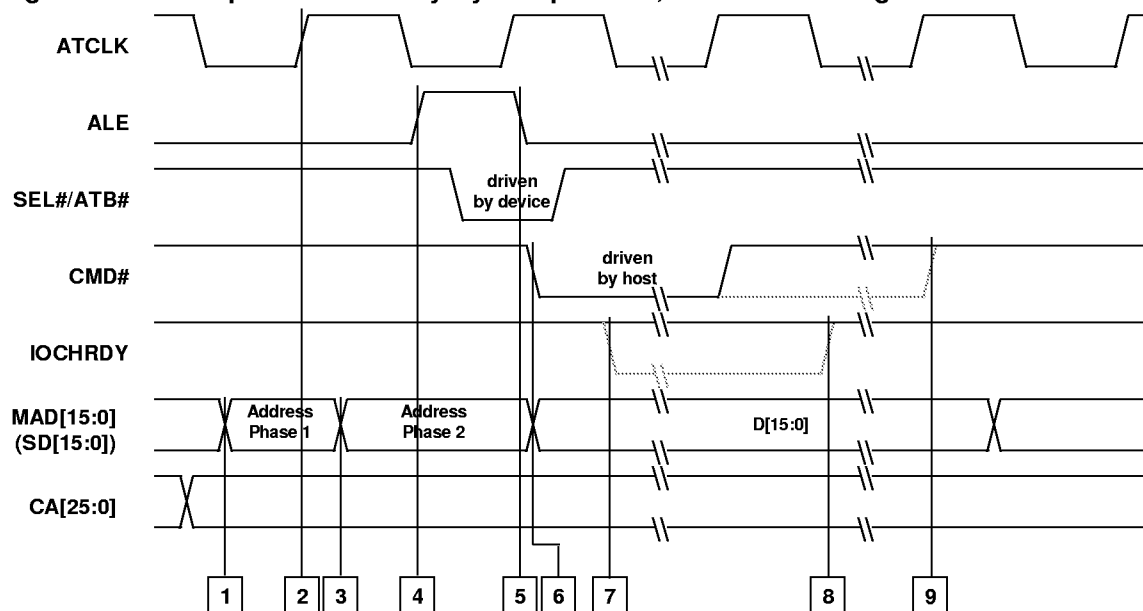 ATCLK
ALE
SEL#/ATB#
driven
by device
CMD#
driven
by host
IOCHRDY
MAD[15:0]
(SD[15:0])
Address
Phase 1
Address
Phase 2
D[15:0]
CA[25:0]
1 2 3 4 5 6 7 8 9